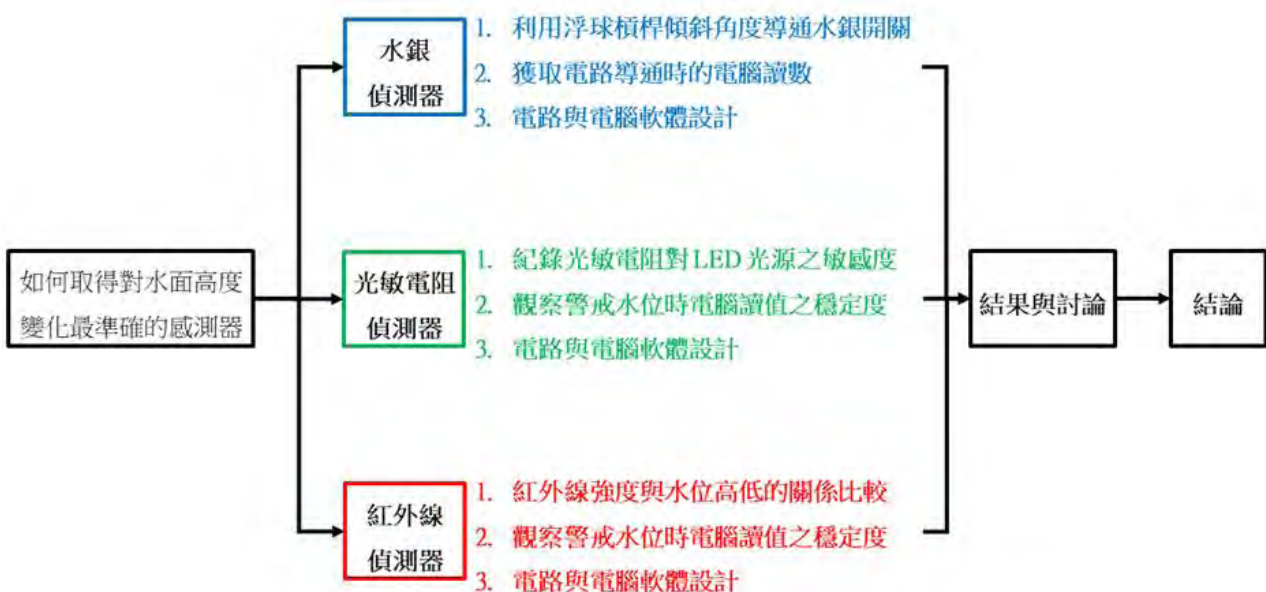 如何取得對水面高度
變化最準確的感測器
水銀
偵測器
1. 利用浮球槓桿傾斜角度導通水銀開關
2. 獲取電路導通時的電腦讀數
3. 電路與電腦軟體設計
光敏電阻
偵測器
1. 紀錄光敏電阻對LED光源之敏感度
2. 觀察警戒水位時電腦讀值之穩定度
3. 電路與電腦軟體設計
紅外線
偵測器
1. 紅外線強度與水位高低的關係比較
2. 觀察警戒水位時電腦讀值之穩定度
3. 電路與電腦軟體設計
結果與討論
結論